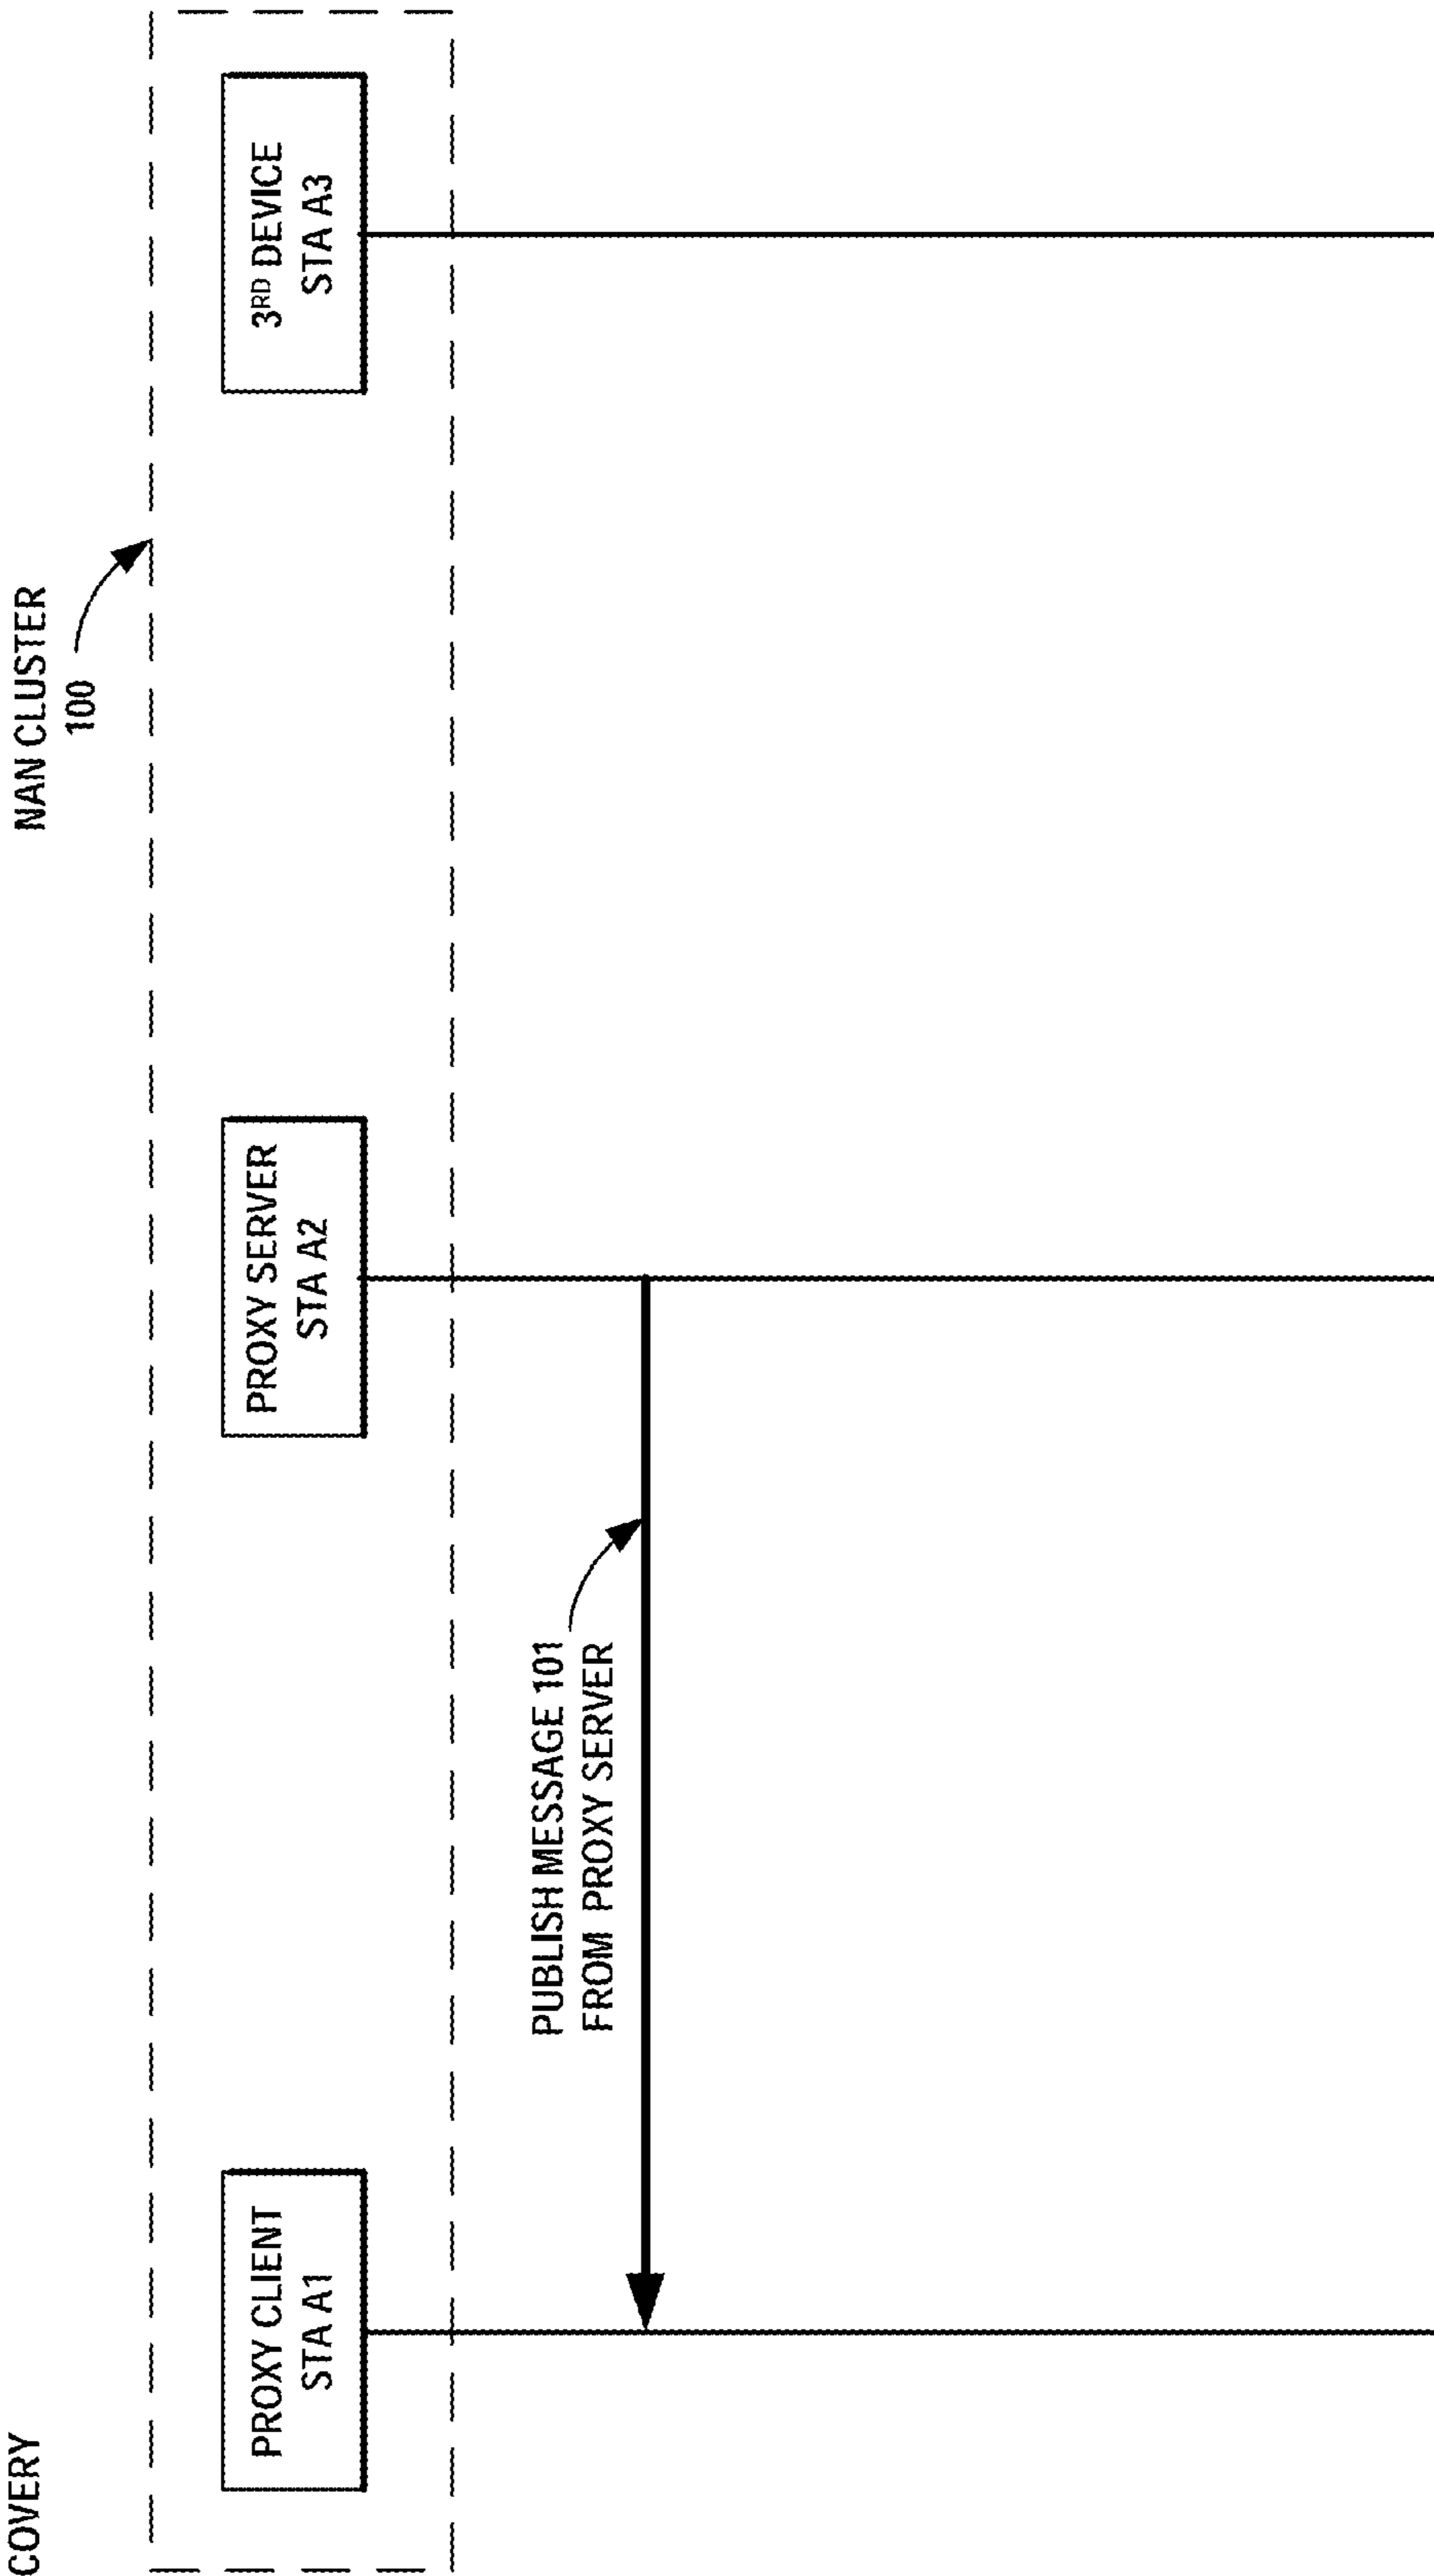 COVERY
NAN CLUSTER
100
PROXY CLIENT
STA A1
PROXY SERVER
STA A2
3RD DEVICE
STA A3
PUBLISH MESSAGE 101
FROM PROXY SERVER